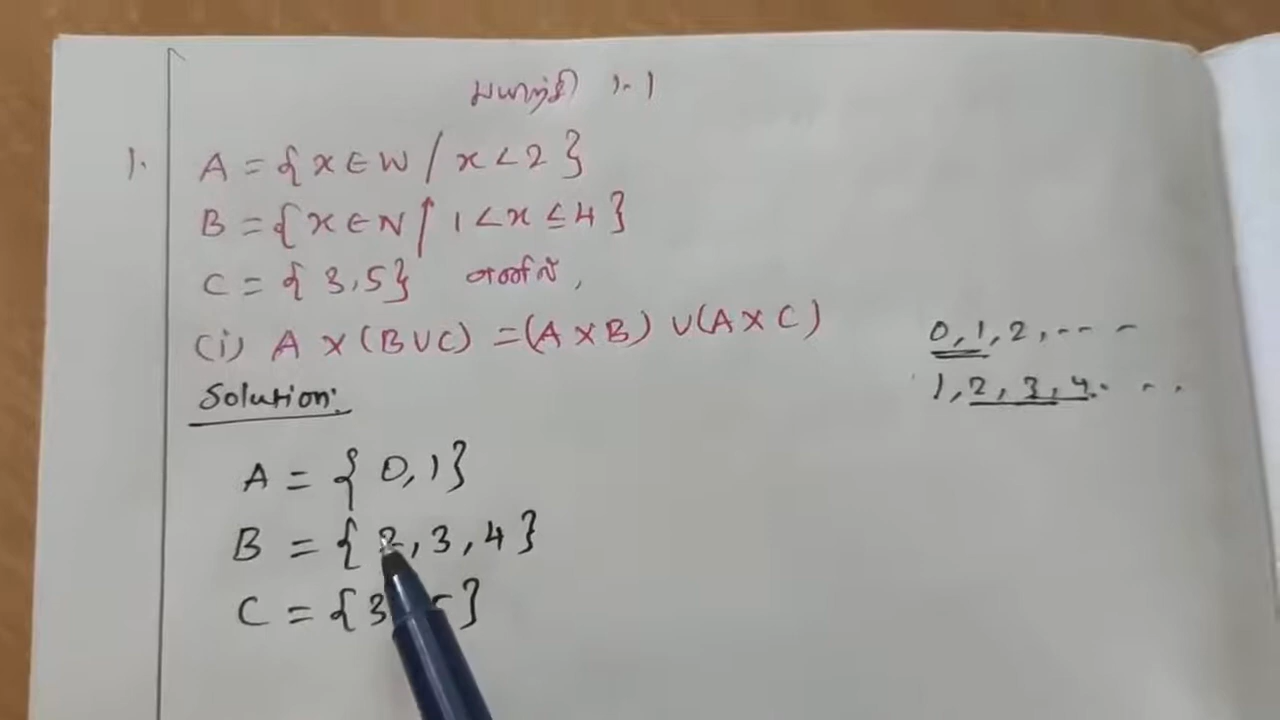 பயிற்சி 1.1
1. A = {x ∈ W / x < 2}
B = {x ∈ N / 1 < x ≤ 4}
C = {3, 5} எனில்,
(i) A × (B ∪ C) = (A × B) ∪ (A × C)
0, 1, 2, ....
1, 2, 3, 4. ...
Solution:
A = {0, 1}
B = {2, 3, 4}
C = {3, 5}